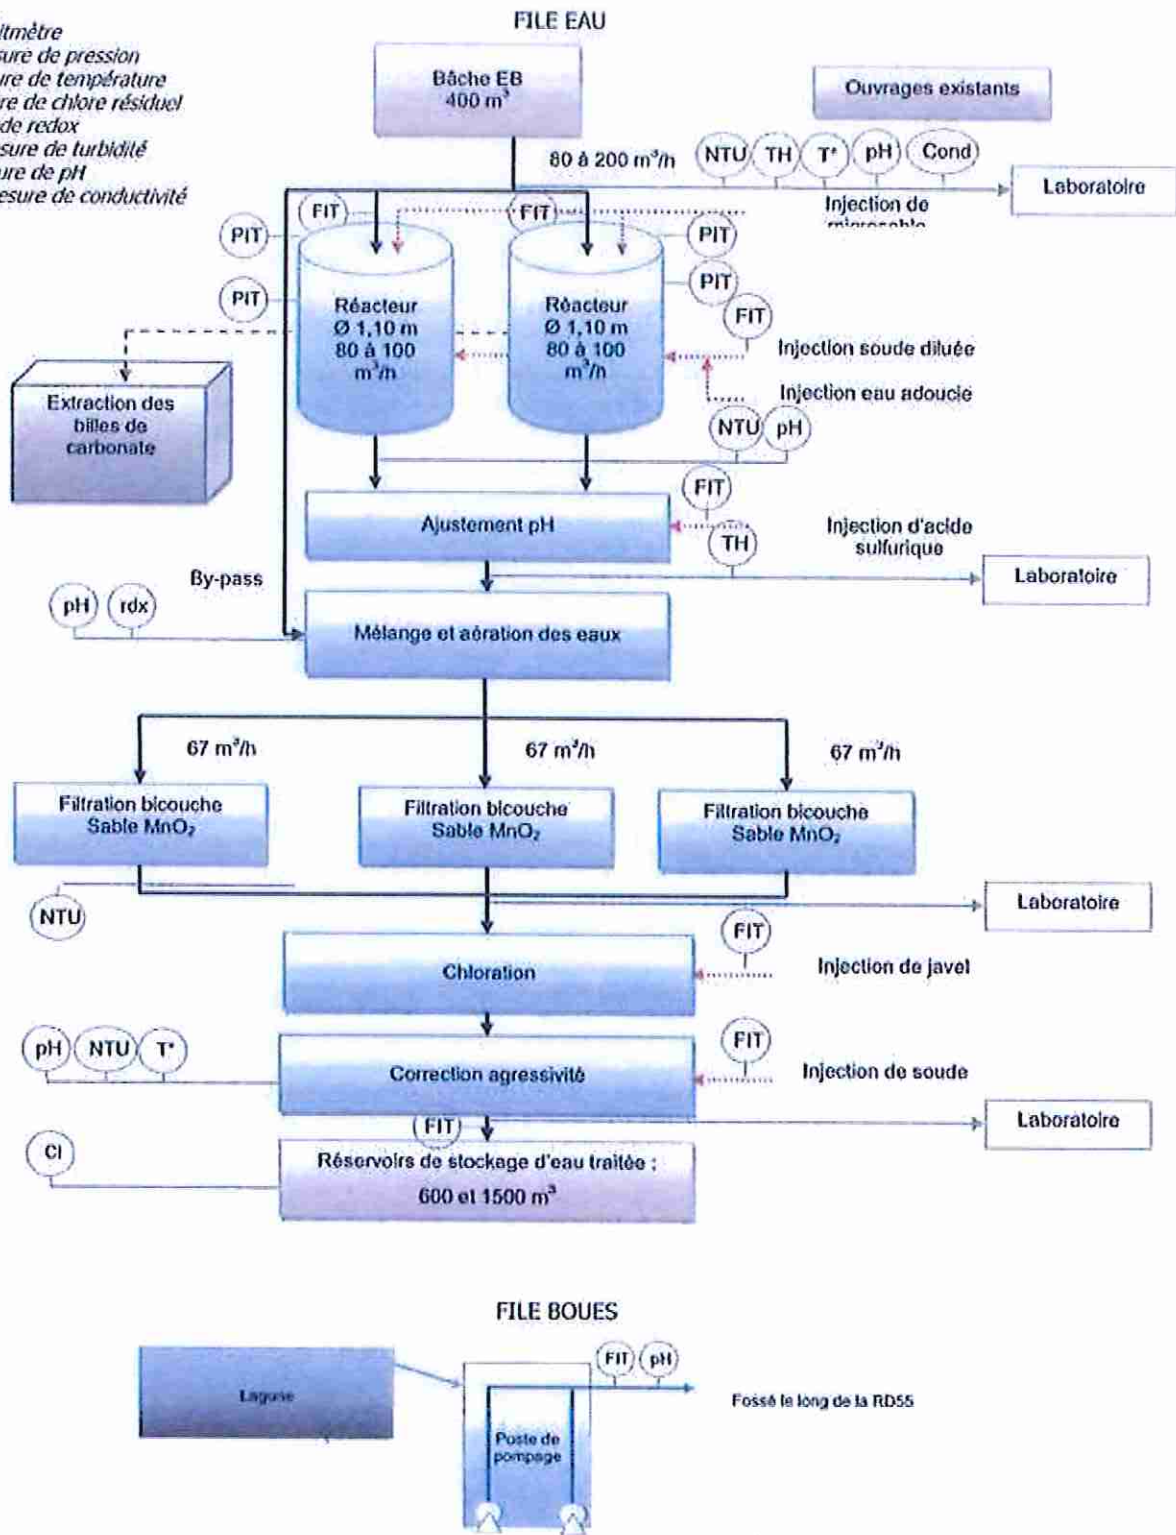 FILE EAU
itmètre
sure de pression
ure de température
re de chlore résiduel
de redox
sure de turbidité
ure de pH
esure de conductivité
Bâche EB
400 m³
Ouvrages existants
80 à 200 m³/h
NTU
TH
T°
pH
Cond
Laboratoire
Injection de
microsable
FIT
FIT
PIT
PIT
PIT
PIT
Réacteur
Ø 1,10 m
80 à 100
m³/h
Réacteur
Ø 1,10 m
80 à 100
m³/h
FIT
Injection soude diluée
Injection eau adoucie
Extraction des
billes de
carbonate
NTU
pH
FIT
Ajustement pH
TH
Injection d'acide
sulfurique
Laboratoire
By-pass
pH
rdx
Mélange et aération des eaux
67 m³/h
67 m³/h
67 m³/h
Filtration bicouche
Sable MnO₂
Filtration bicouche
Sable MnO₂
Filtration bicouche
Sable MnO₂
NTU
Laboratoire
FIT
Chloration
Injection de javel
pH
NTU
T°
FIT
Correction agressivité
Injection de soude
FIT
Laboratoire
Cl
Réservoirs de stockage d'eau traitée :
600 et 1500 m³
FILE BOUES
Lagune
FIT
pH
Fossé le long de la RD55
Poste de
pompage